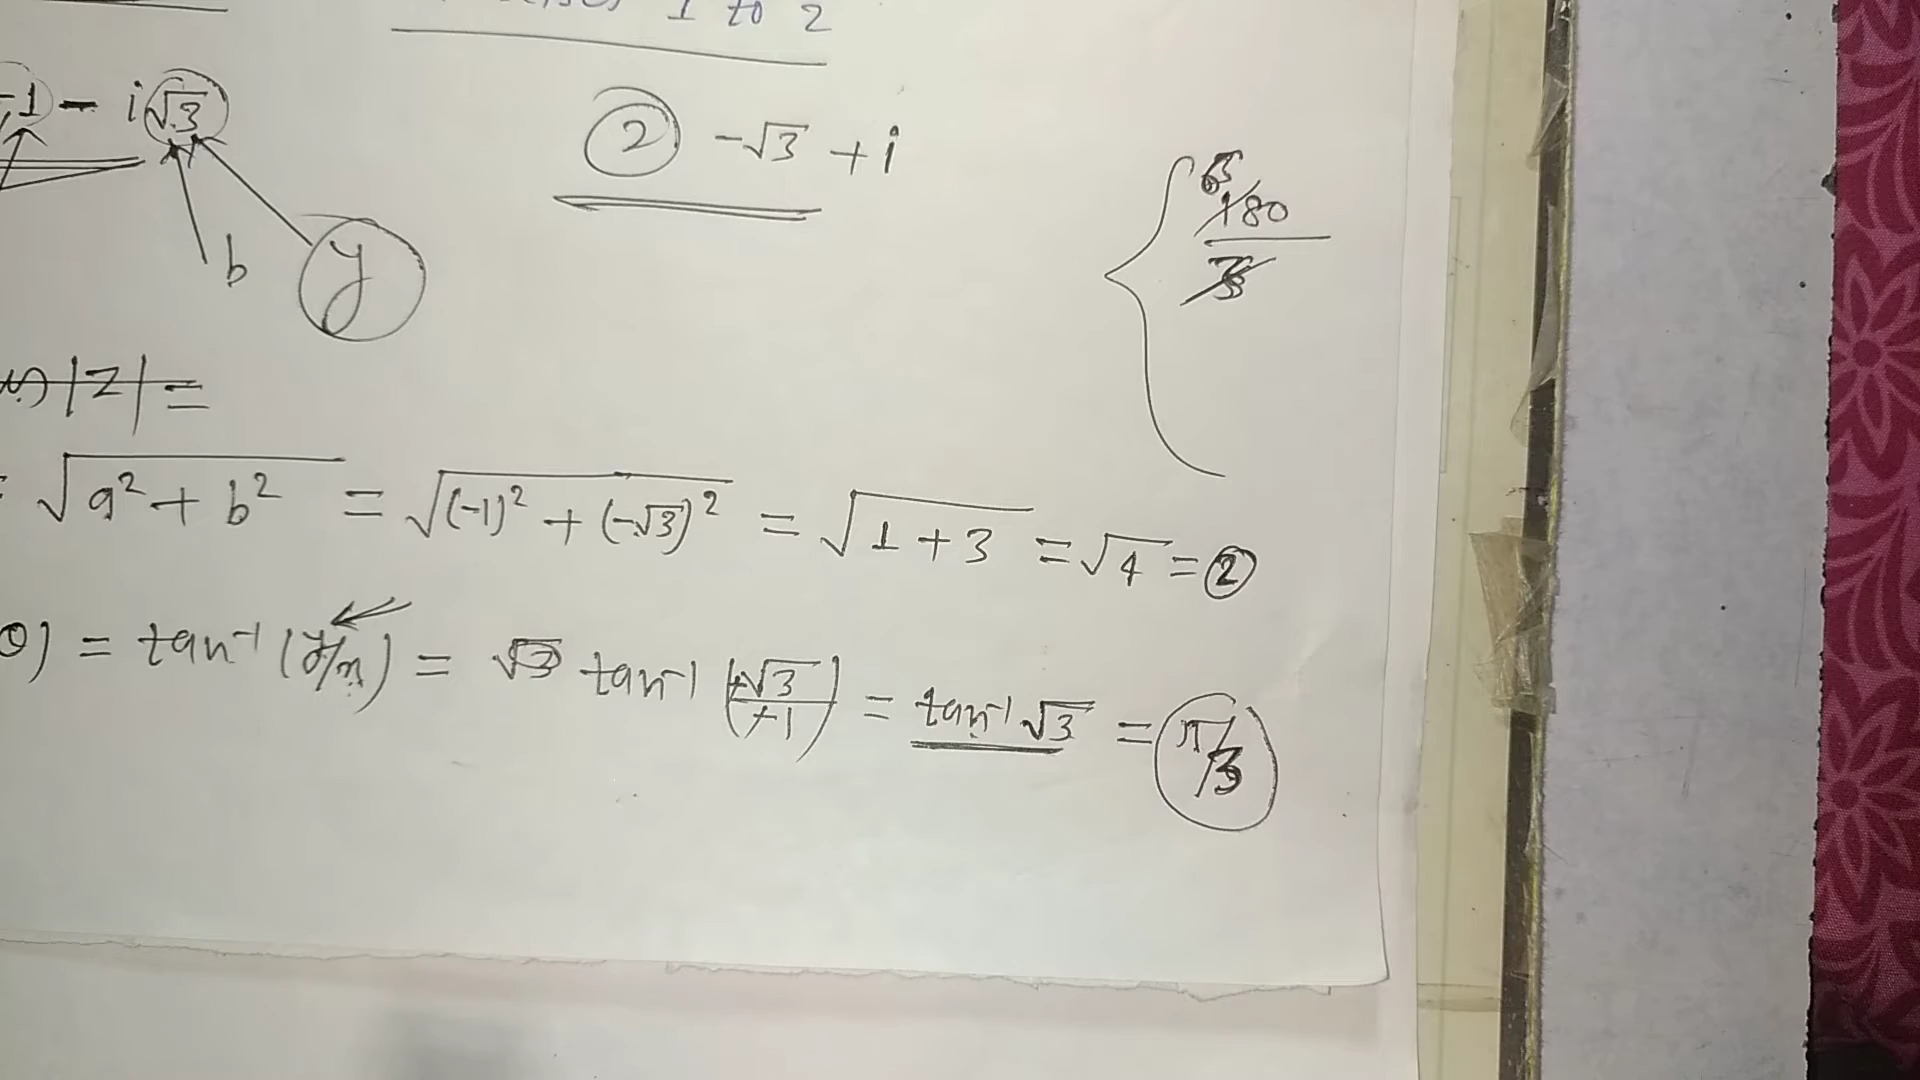 1 to 2
-1 - i√3
② -√3 + i
180
b
y
|z| =
√a² + b² = √(-1)² + (-√3)² = √1 + 3 = √4 = ②
θ) = tan⁻¹ (y/x) = tan⁻¹ (-√3/-1) = tan⁻¹ √3 = π/3